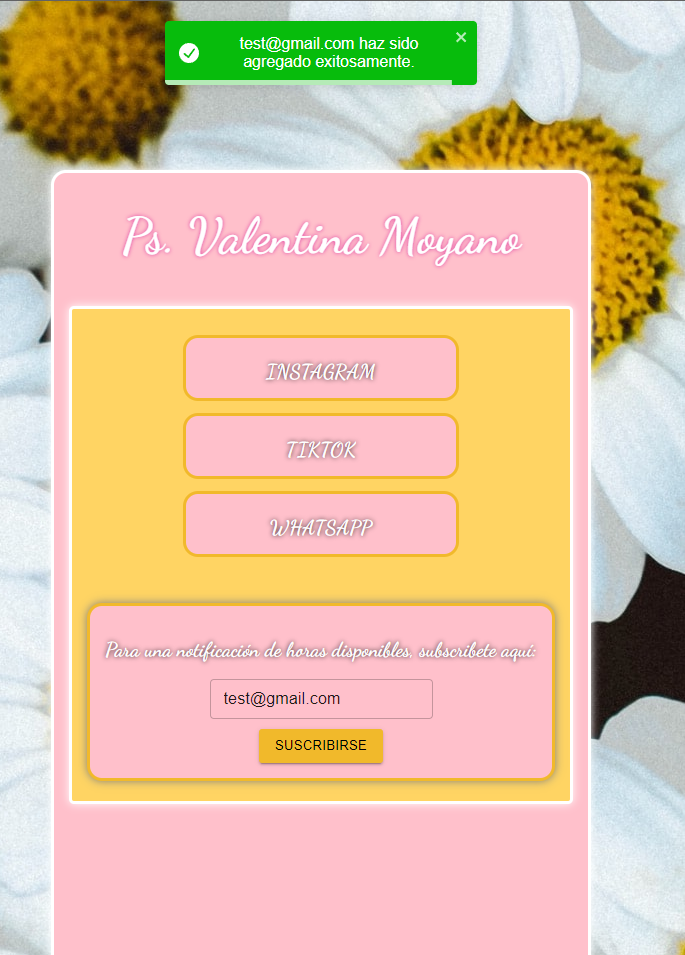 test@gmail.com haz sido
agregado exitosamente.
Ps. Valentina Moyano
INSTAGRAM
TIKTOK
WHATSAPP
Para una notificación de horas disponibles, subscribete aquí:
test@gmail.com
SUSCRIBIRSE